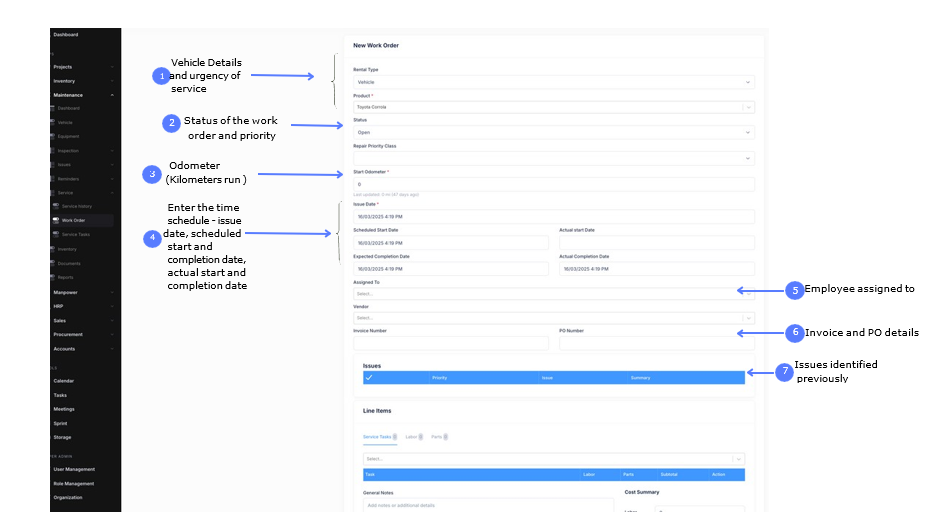 Dashboard
Projects
Inventory
Maintenance
Dashboard
Vehicle
Equipment
Inspection
Issues
Reminders
Service
Service history
Work Order
Service Tasks
Inventory
Documents
Reports
Manpower
HRP
Sales
Procurement
Accounts
Calendar
Tasks
Meetings
Sprint
Storage
ER ADMIN
User Management
Role Management
Organization
1
Vehicle Details
and urgency of
service
2
Status of the work
order and priority
3
Odometer
(Kilometers run )
4
Enter the time
schedule - issue
date, scheduled
start and
completion date,
actual start and
completion date
New Work Order
Rental Type
Vehicle
Product *
Toyota Corrola
Status
Open
Repair Priority Class
Start Odometer *
0
Last updated: 0 mi (67 days ago)
Issue Date *
16/03/2025 4:19 PM
Scheduled Start Date
Actual start Date
16/03/2025 4:19 PM
Expected Completion Date
Actual Completion Date
16/03/2025 4:19 PM
16/03/2025 4:19 PM
Assigned To
Select...
Vendor
Select...
Invoice Number
PO Number
5
Employee assigned to
6
Invoice and PO details
7
Issues identified
previously
Issues
Priority
Issue
Summary
Line Items
Service Tasks 0
Labor 0
Parts 0
Select...
Task
Labor
Parts
Subtotal
Action
General Notes
Cost Summary
Add notes or additional details